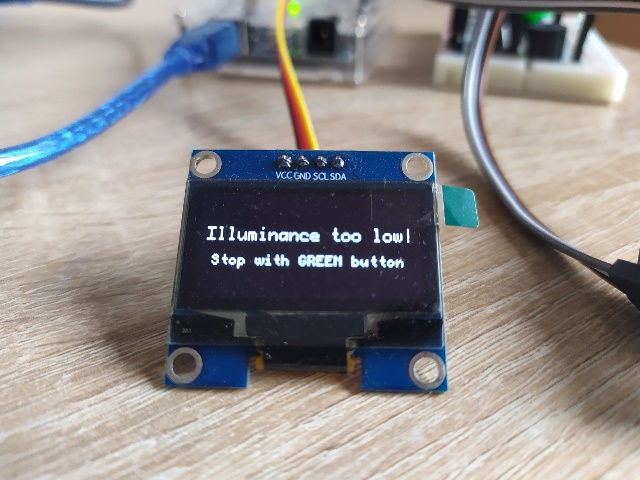 VCC GND SCL SDA
Illuminance too low!
Stop with GREEN button